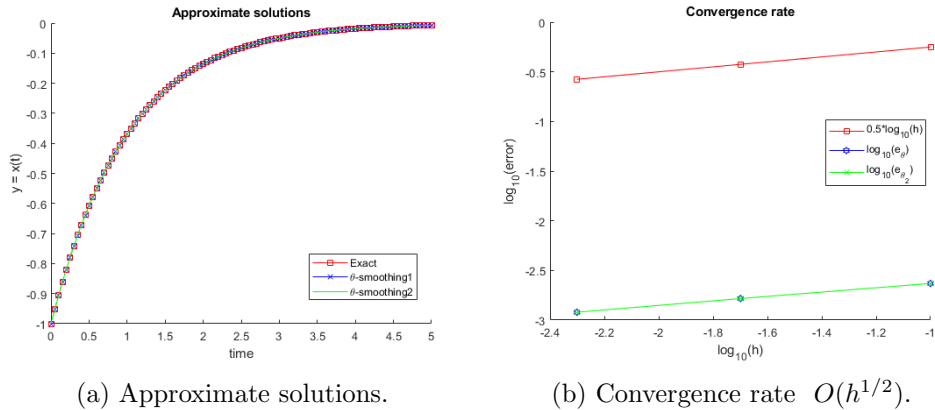 Approximate solutions
0
-0.1
-0.2
-0.3
-0.4
-0.5
-0.6
-0.7
-0.8
-0.9
-1
y = x(t)
Exact
θ-smoothing1
θ-smoothing2
0 0.5 1 1.5 2 2.5 3 3.5 4 4.5 5
time
(a) Approximate solutions.
Convergence rate
0
-0.5
-1
-1.5
-2
-2.5
-3
log10(error)
0.5*log10(h)
log10(eθ)
log10(eθ2)
-2.4 -2.2 -2 -1.8 -1.6 -1.4 -1.2 -1
log10(h)
(b) Convergence rate O(h^{1/2}).